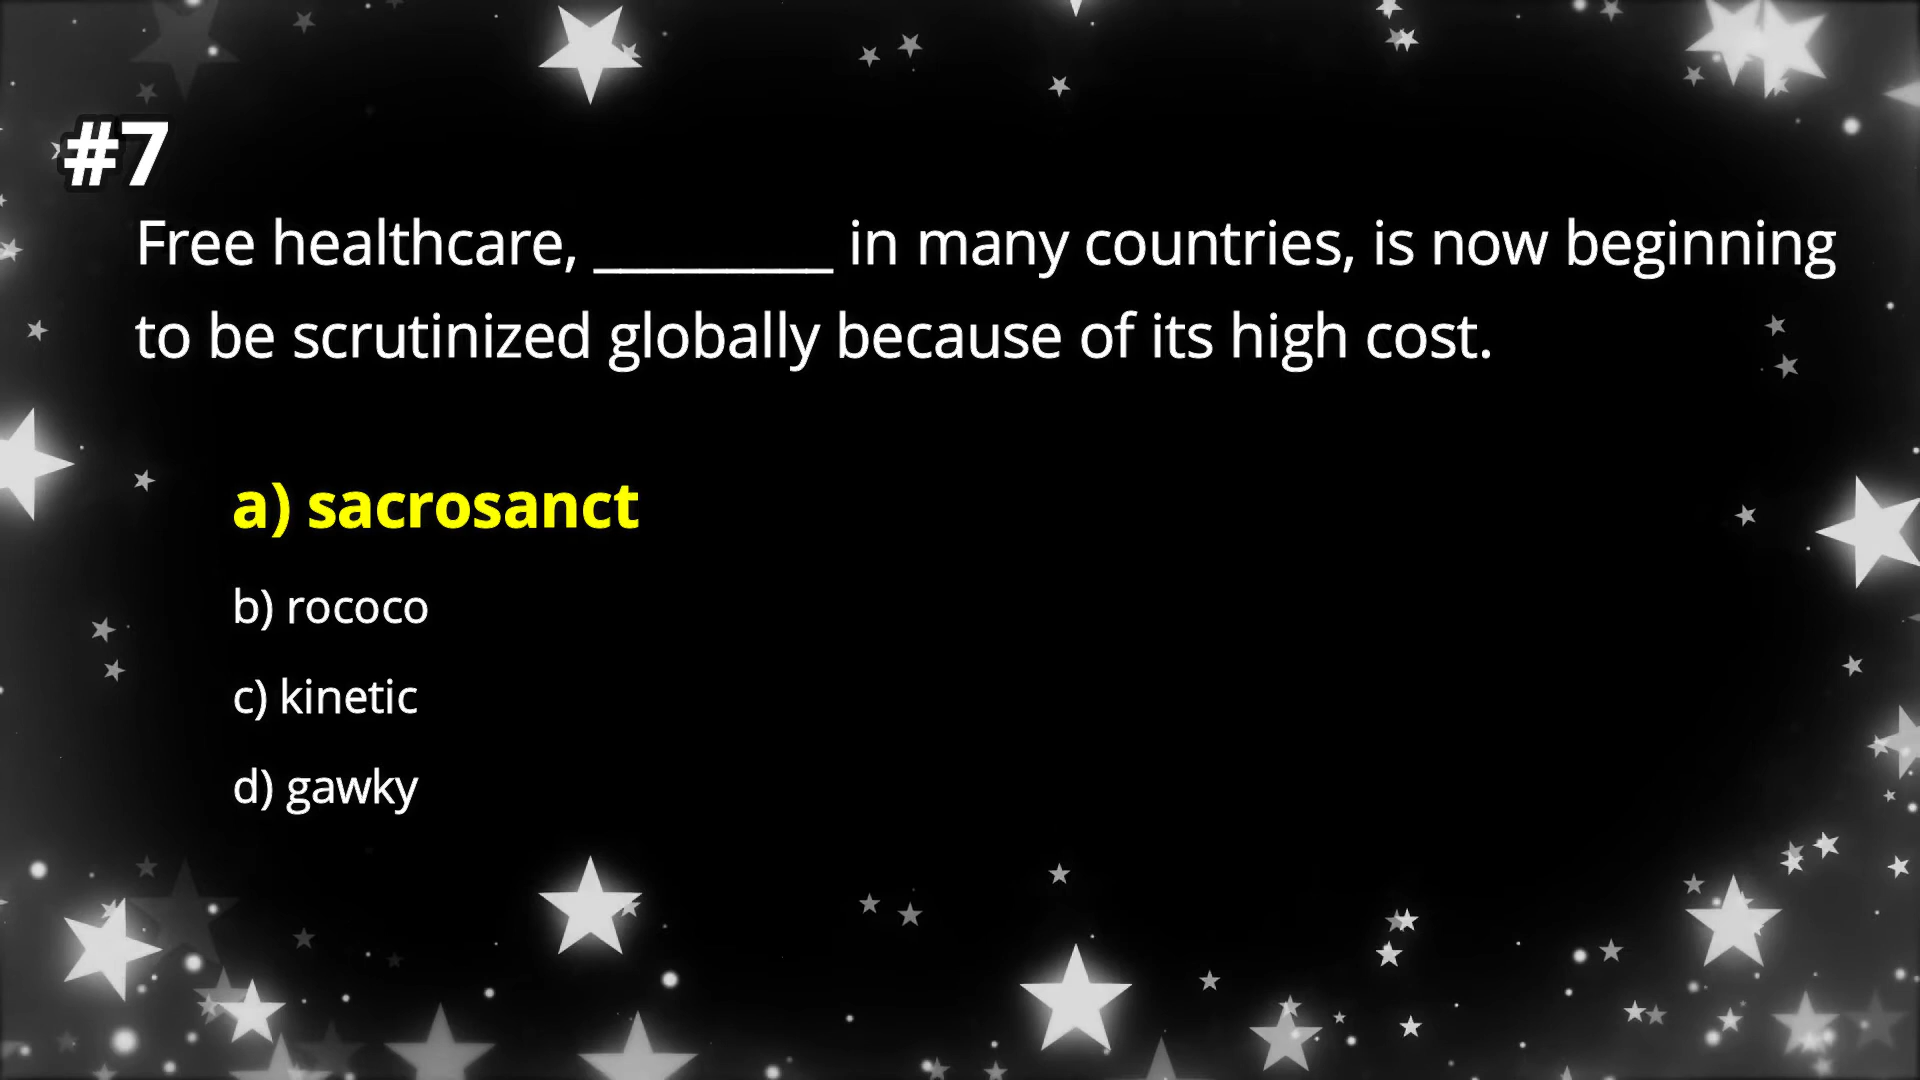 #7
Free healthcare, _________ in many countries, is now beginning
to be scrutinized globally because of its high cost.
a) sacrosanct
b) rococo
c) kinetic
d) gawky